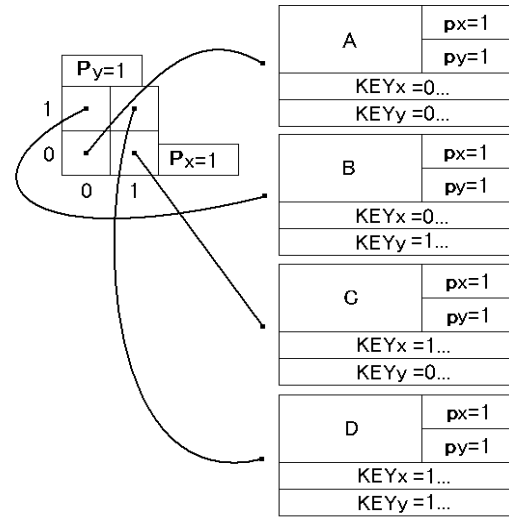 Py=1
1
0
Px=1
0 1
A
px=1
py=1
KEYx =0...
KEYy =0...
B
px=1
py=1
KEYx =0...
KEYy =1...
C
px=1
py=1
KEYx =1...
KEYy =0...
D
px=1
py=1
KEYx =1...
KEYy =1...